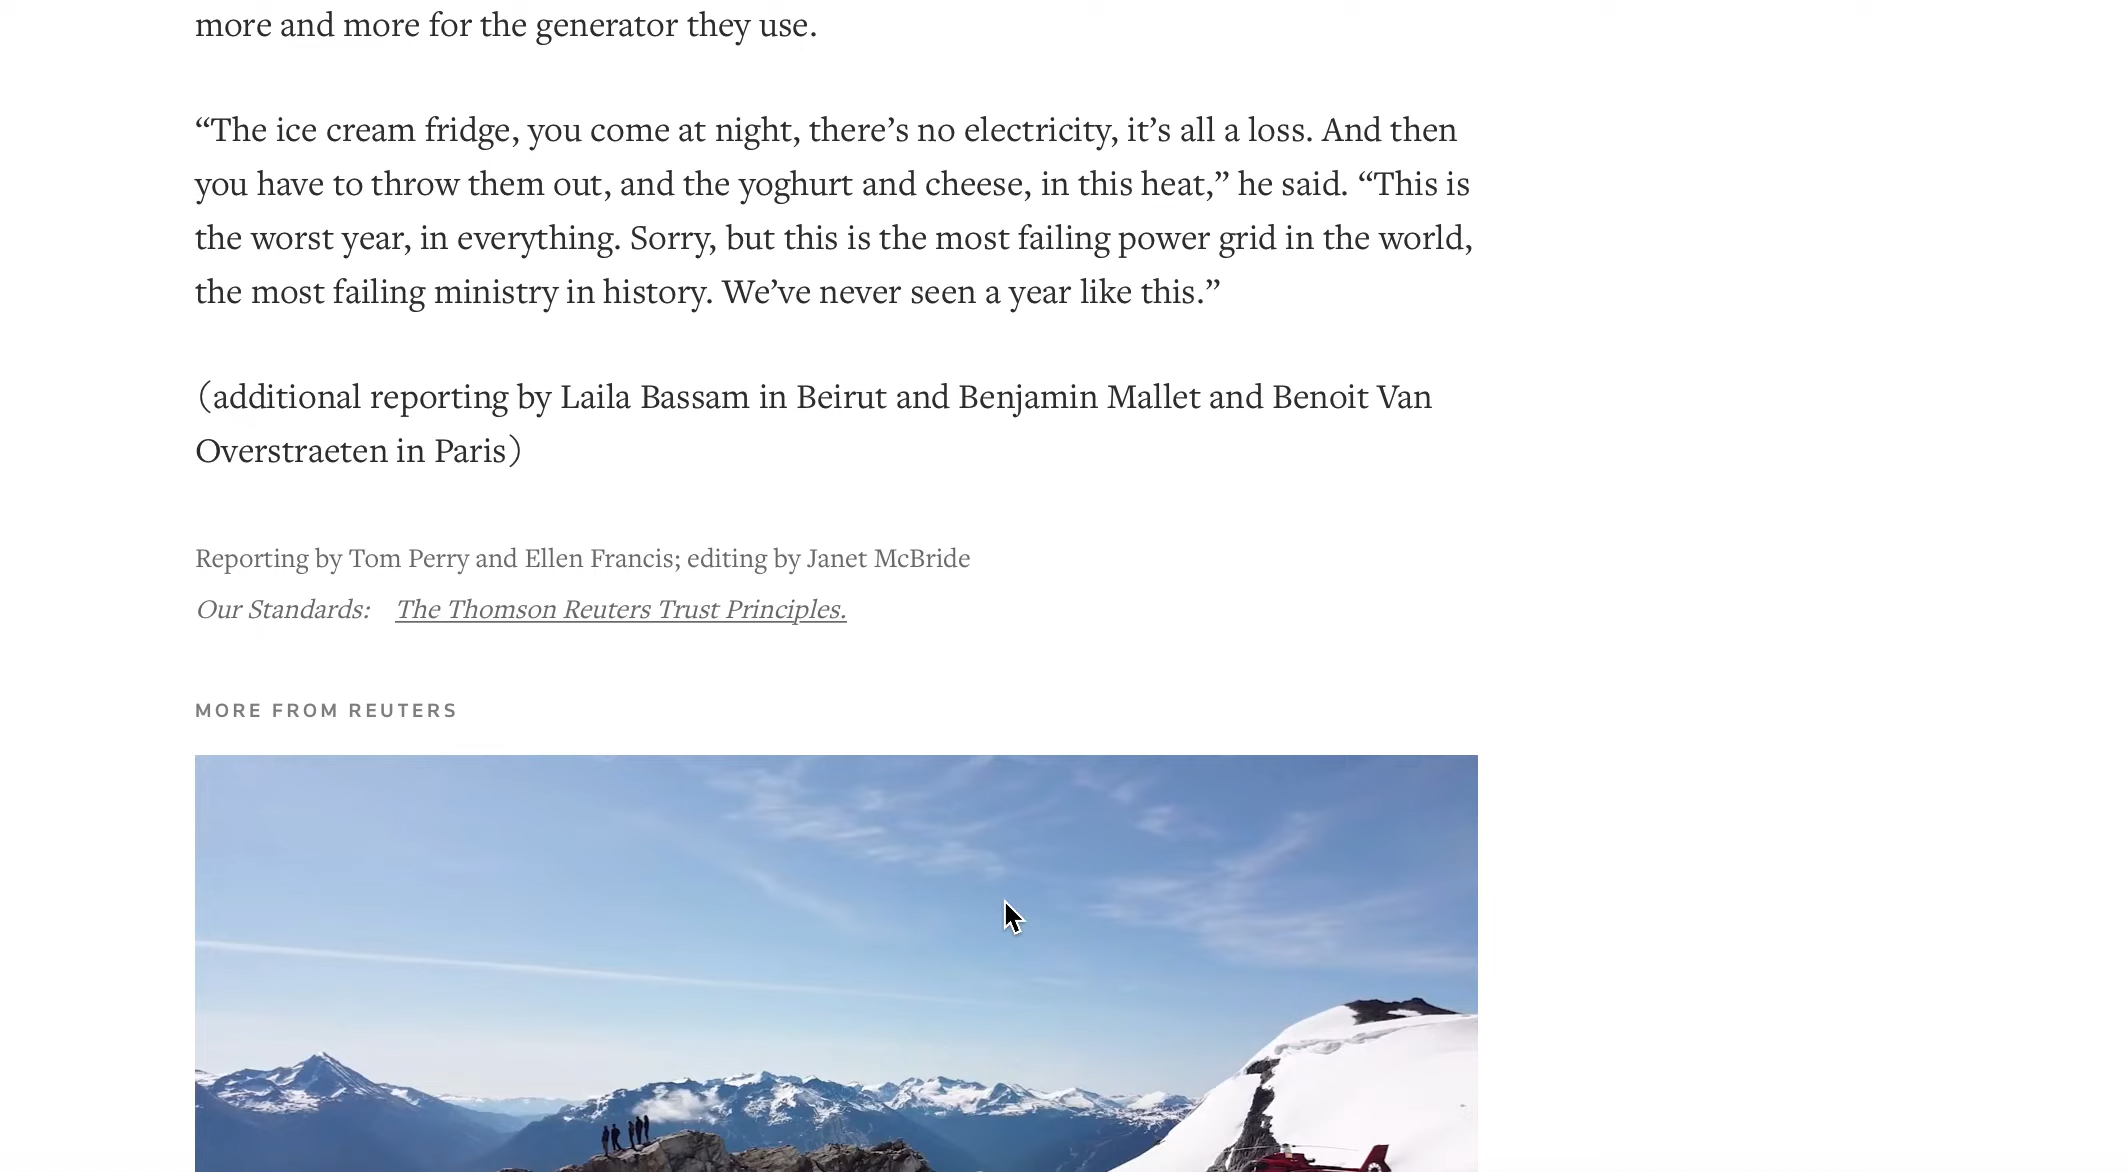 more and more for the generator they use.
“The ice cream fridge, you come at night, there’s no electricity, it’s all a loss. And then
you have to throw them out, and the yoghurt and cheese, in this heat,” he said. “This is
the worst year, in everything. Sorry, but this is the most failing power grid in the world,
the most failing ministry in history. We’ve never seen a year like this.”
(additional reporting by Laila Bassam in Beirut and Benjamin Mallet and Benoit Van
Overstraeten in Paris)
Reporting by Tom Perry and Ellen Francis; editing by Janet McBride
Our Standards: The Thomson Reuters Trust Principles.
MORE FROM REUTERS